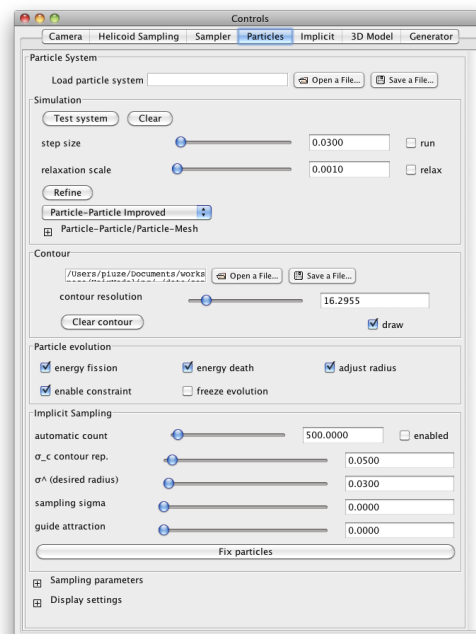 Controls
Camera Helicoid Sampling Sampler Particles Implicit 3D Model Generator
Particle System
Load particle system Open a File... Save a File...
Simulation
Test system Clear
step size 0.0300 run
relaxation scale 0.0010 relax
Refine
Particle-Particle Improved
Particle-Particle/Particle-Mesh
Contour
/Users/piuze/Documents/works Open a File... Save a File...
contour resolution 16.2955
Clear contour draw
Particle evolution
energy fission energy death adjust radius
enable constraint freeze evolution
Implicit Sampling
automatic count 500.0000 enabled
σ_c contour rep. 0.0500
σ^ (desired radius) 0.0300
sampling sigma 0.0000
guide attraction 0.0000
Fix particles
Sampling parameters
Display settings